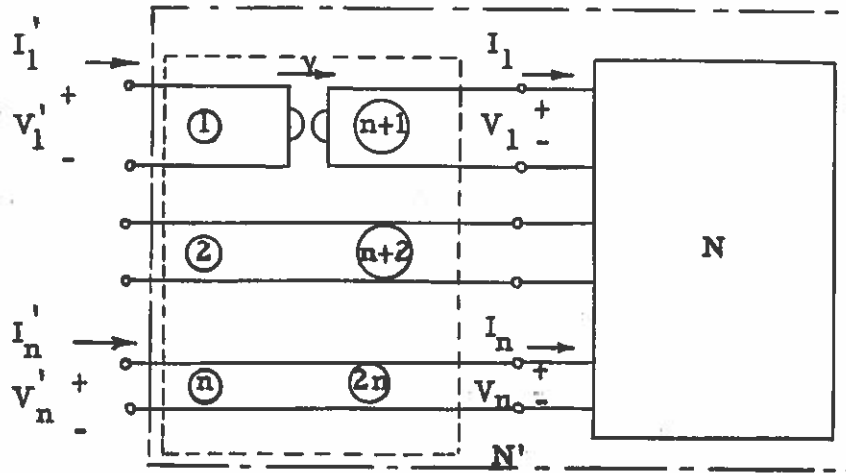 I₁' γ I₁
+ +
V₁' ① n+1 V₁
- -
② n+2 N
Iₙ' Iₙ
+ ⓝ 2n +
Vₙ' Vₙ -
-
N'